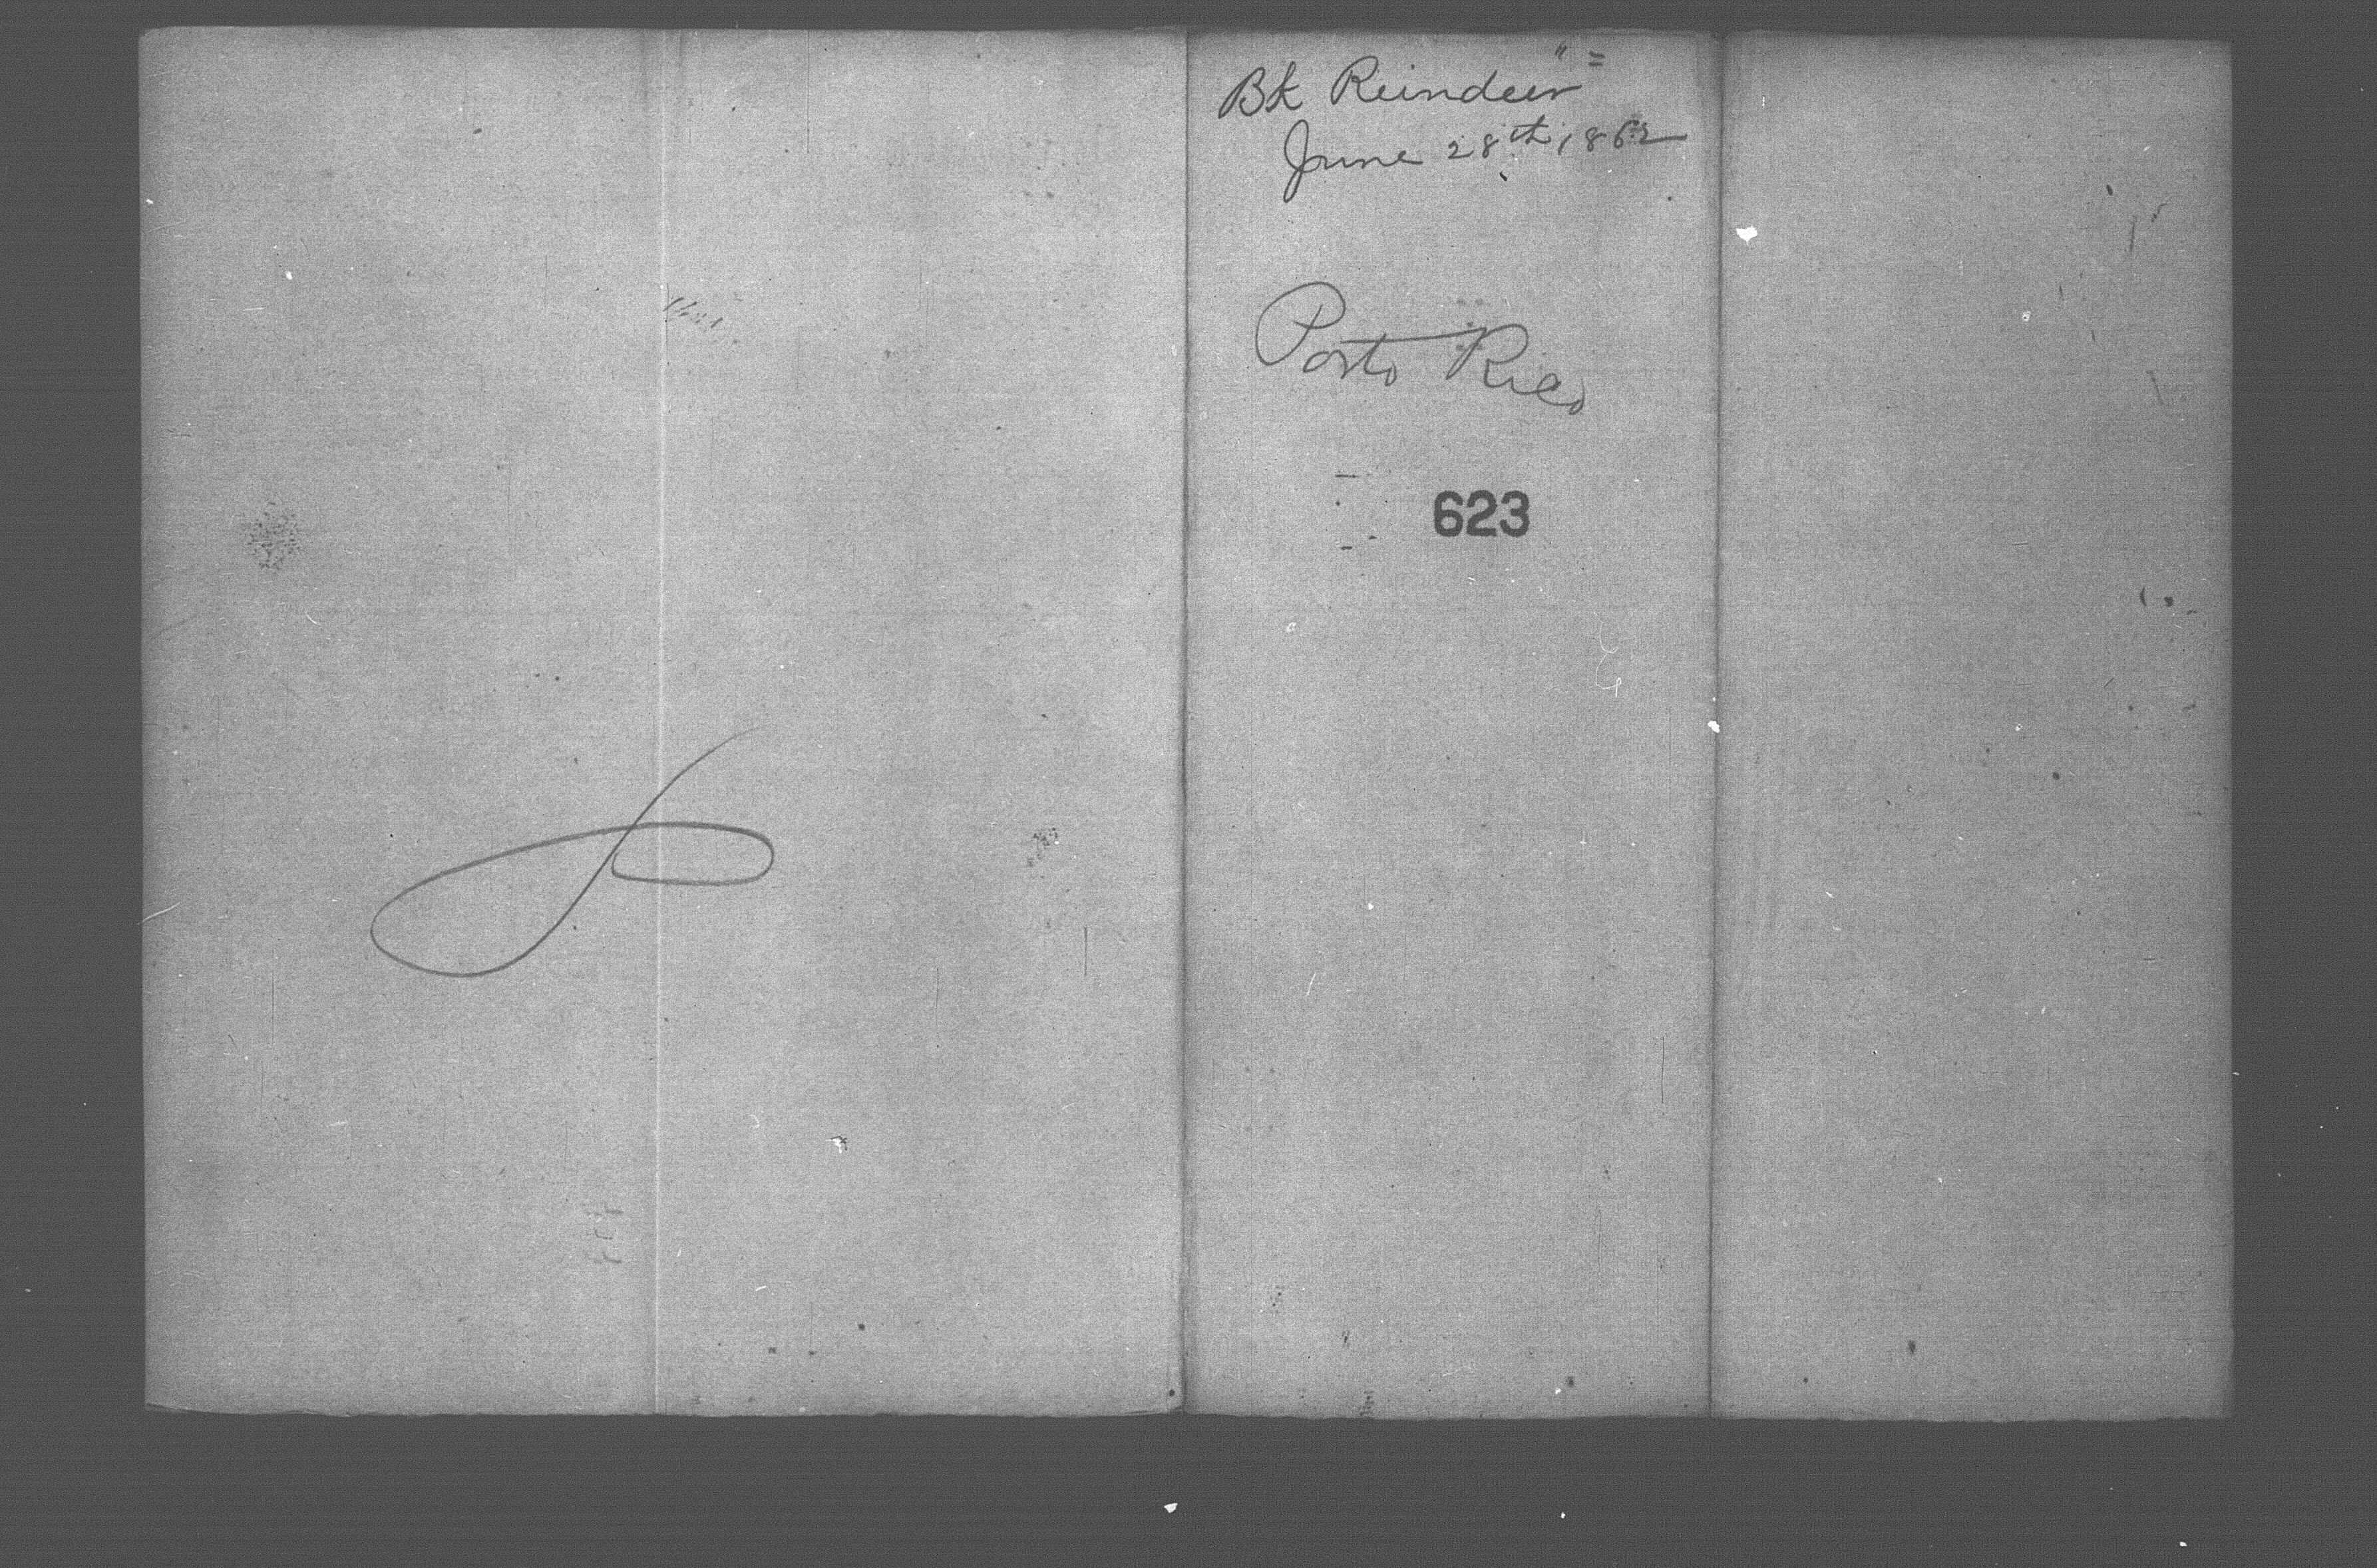 Bk Reindeer" =
June 28th 1862
Porto Rico
623